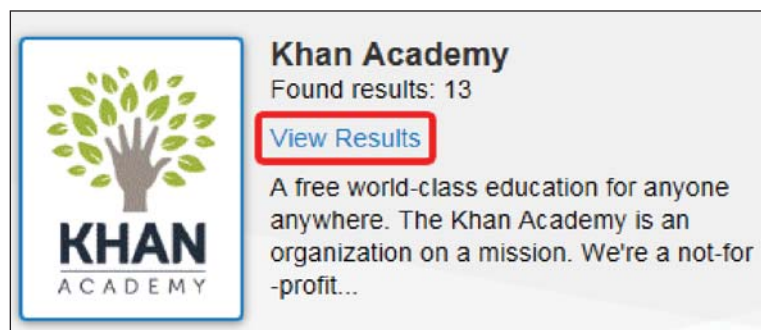 KHAN
ACADEMY
Khan Academy
Found results: 13
View Results
A free world-class education for anyone
anywhere. The Khan Academy is an
organization on a mission. We're a not-for
-profit...